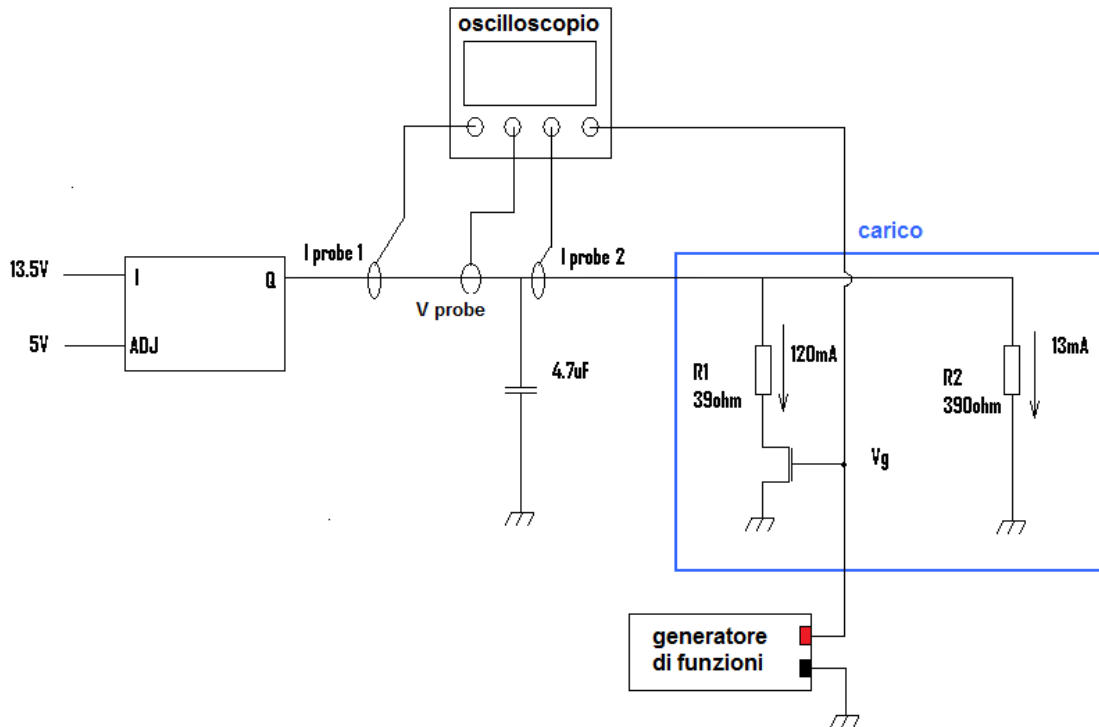 oscilloscopio
carico
I probe 1
I probe 2
13.5V
I
Q
V probe
5V
ADJ
4.7uF
R1
39ohm
120mA
Vg
R2
390ohm
13mA
generatore
di funzioni